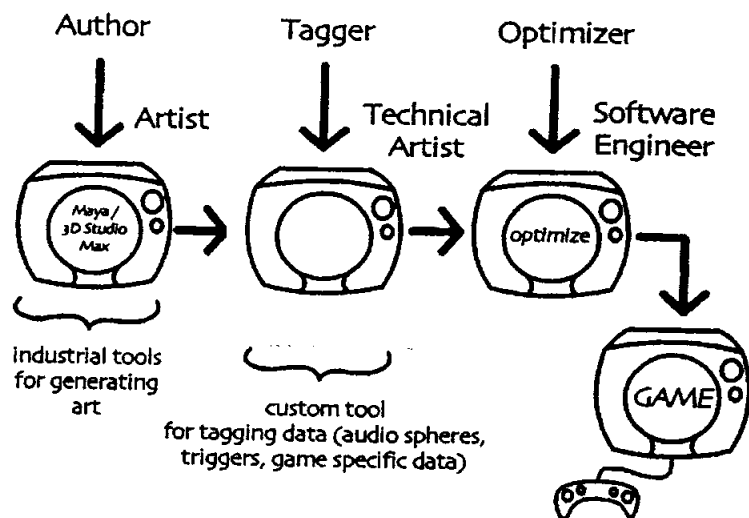 Author
Tagger
Optimizer
Artist
Technical
Artist
Software
Engineer
Maya /
3D Studio
Max
optimize
industrial tools
for generating
art
custom tool
for tagging data (audio spheres,
triggers, game specific data)
GAME